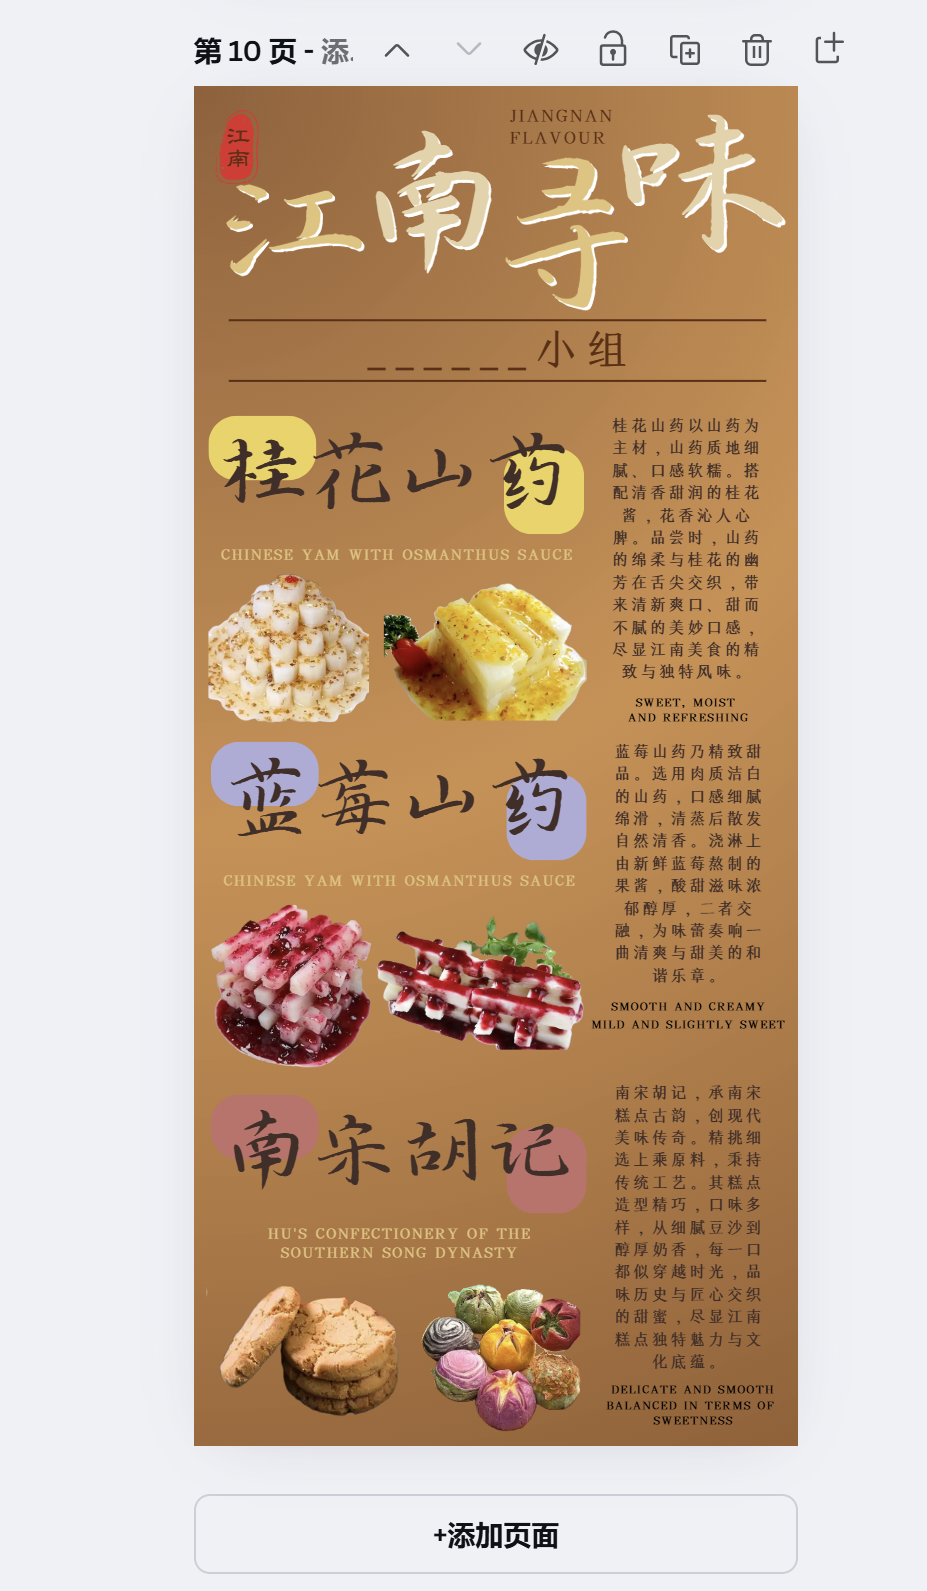 第 10 页 - 添
江
南
JIANGNAN
FLAVOUR
江南寻味
______小组
桂花山药
CHINESE YAM WITH OSMANTHUS SAUCE
桂花山药以山药为
主材，山药质地细
腻、口感软糯。搭
配清香甜润的桂花
酱，花香沁人心
脾。品尝时，山药
的绵柔与桂花的幽
芳在舌尖交织，带
来清新爽口、甜而
不腻的美妙口感，
尽显江南美食的精
致与独特风味。
SWEET, MOIST
AND REFRESHING
蓝莓山药
CHINESE YAM WITH OSMANTHUS SAUCE
蓝莓山药乃精致甜
品。选用肉质洁白
的山药，口感细腻
绵滑，清蒸后散发
自然清香。浇淋上
由新鲜蓝莓熬制的
果酱，酸甜滋味浓
郁醇厚，二者交
融，为味蕾奏响一
曲清爽与甜美的和
谐乐章。
SMOOTH AND CREAMY
MILD AND SLIGHTLY SWEET
南宋胡记
HU'S CONFECTIONERY OF THE
SOUTHERN SONG DYNASTY
南宋胡记，承南宋
糕点古韵，创现代
美味传奇。精挑细
选上乘原料，秉持
传统工艺。其糕点
造型精巧，口味多
样，从细腻豆沙到
醇厚奶香，每一口
都似穿越时光，品
味历史与匠心交织
的甜蜜，尽显江南
糕点独特魅力与文
化底蕴。
DELICATE AND SMOOTH
BALANCED IN TERMS OF
SWEETNESS
+添加页面